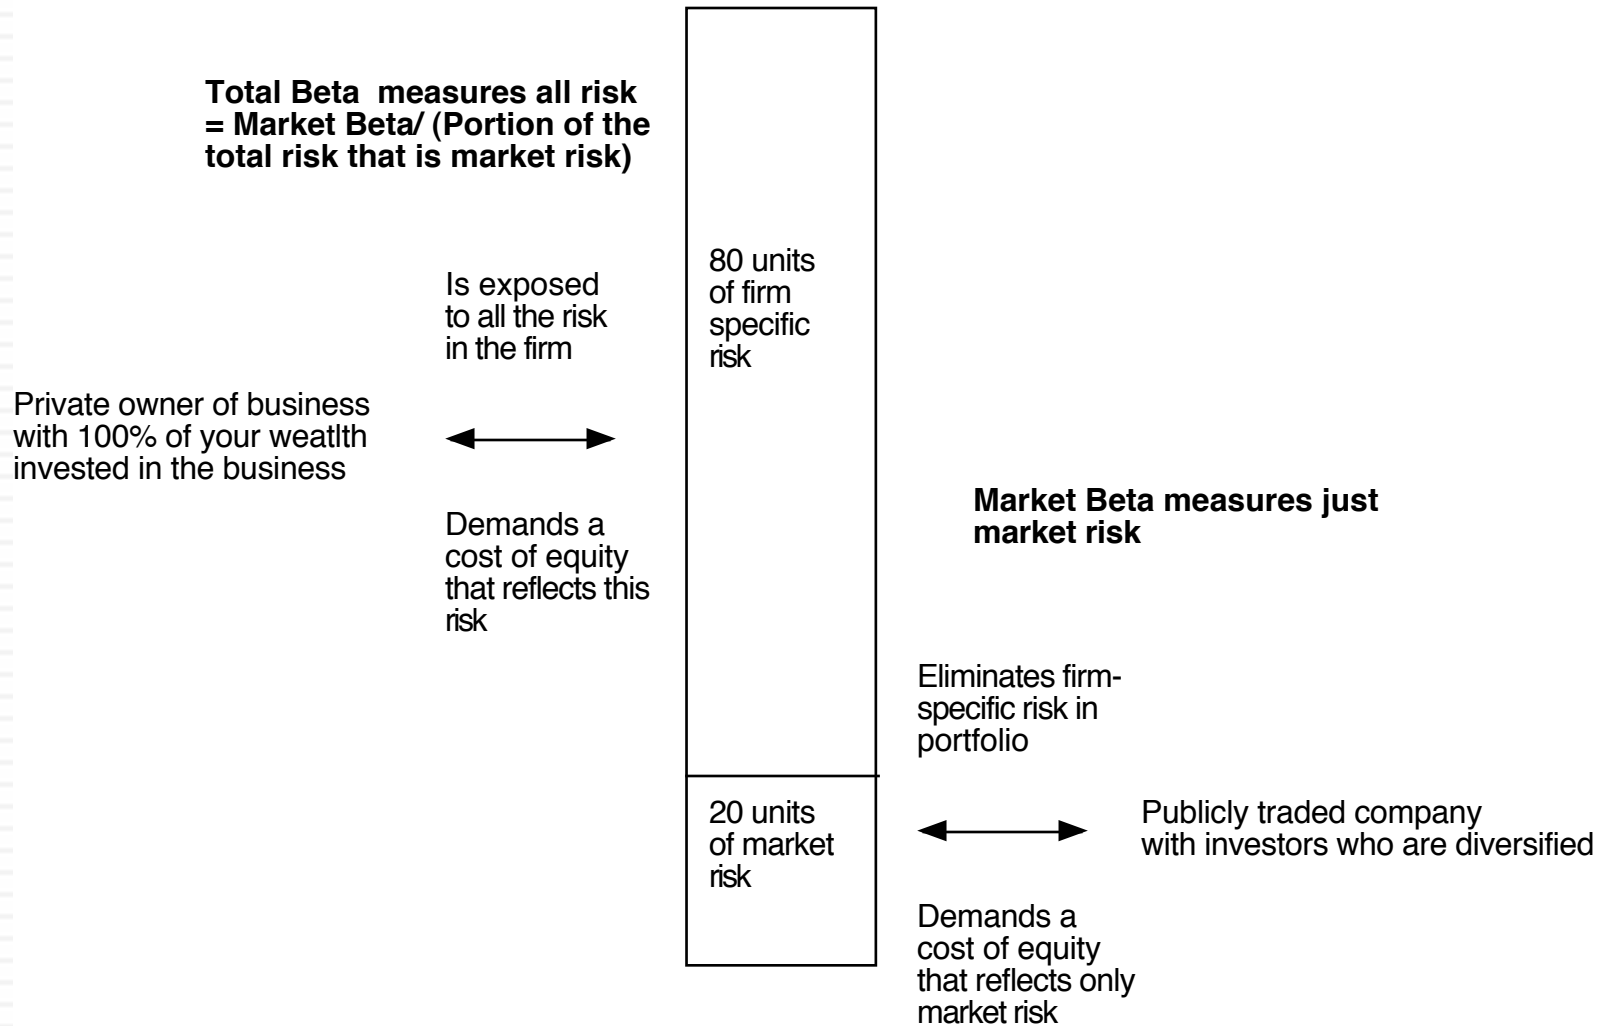 Total Beta  measures all risk
= Market Beta/ (Portion of the
total risk that is market risk)
80 units
of firm
specific
risk
Is exposed
to all the risk
in the firm
Private owner of business
with 100% of your weatlth
invested in the business
Demands a
cost of equity
that reflects this
risk
Market Beta measures just
market risk
Eliminates firm-
specific risk in
portfolio
20 units
of market
risk
Publicly traded company
with investors who are diversified
Demands a
cost of equity
that reflects only
market risk